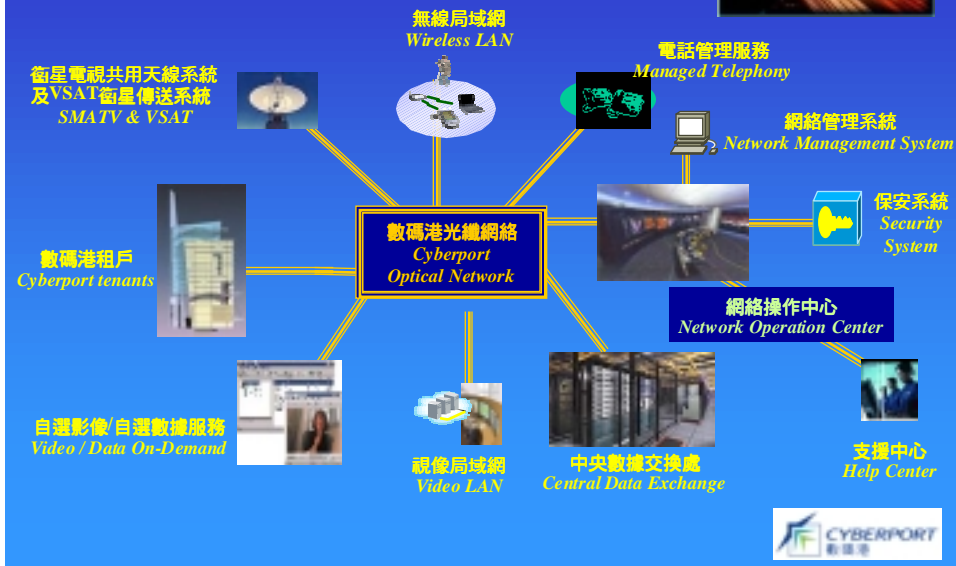 無線局域網
Wireless LAN
電話管理服務
Managed Telephony
衛星電視共用天線系統
及VSAT衛星傳送系統
SMATV & VSAT
網絡管理系統
Network Management System
保安系統
Security
System
數碼港光纖網絡
Cyberport
Optical Network
數碼港租戶
Cyberport tenants
網絡操作中心
Network Operation Center
自選影像/自選數據服務
Video / Data On-Demand
視像局域網
Video LAN
中央數據交換處
Central Data Exchange
支援中心
Help Center
CYBERPORT
數碼港